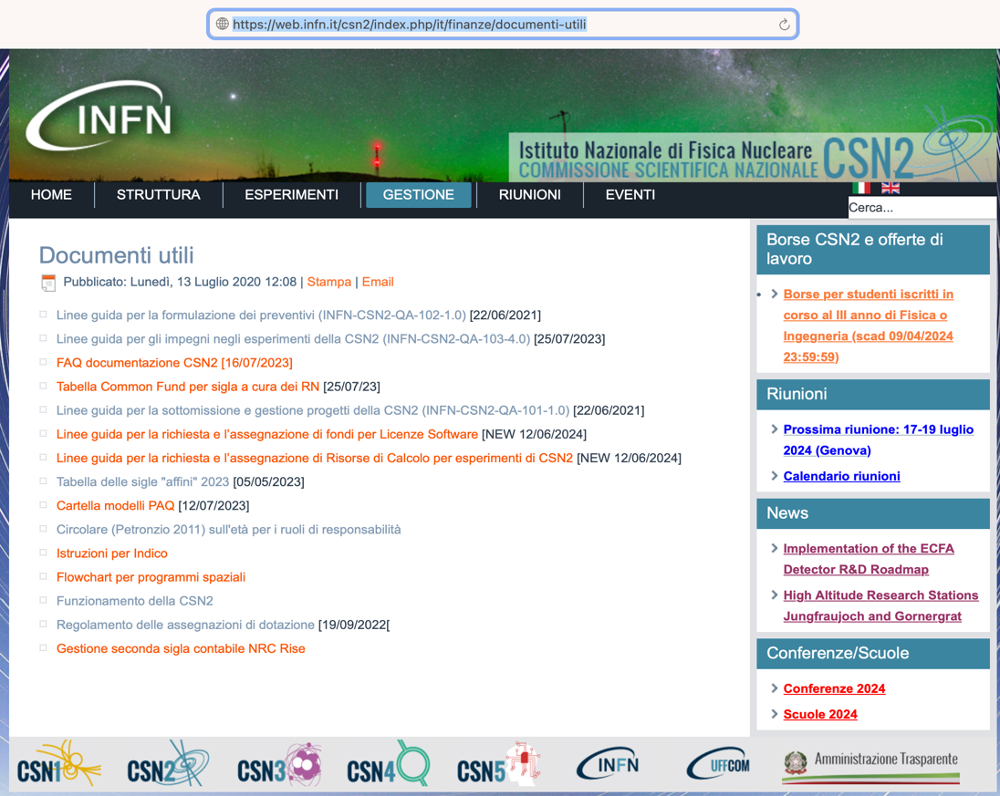 https://web.infn.it/csn2/index.php/it/finanze/documenti-utili
INFN
Istituto Nazionale di Fisica Nucleare
COMMISSIONE SCIENTIFICA NAZIONALE
CSN2
HOME
STRUTTURA
ESPERIMENTI
GESTIONE
RIUNIONI
EVENTI
Cerca...
Documenti utili
Pubblicato: Lunedì, 13 Luglio 2020 12:08 | Stampa | Email
Linee guida per la formulazione dei preventivi (INFN-CSN2-QA-102-1.0) [22/06/2021]
Linee guida per gli impegni negli esperimenti della CSN2 (INFN-CSN2-QA-103-4.0) [25/07/2023]
FAQ documentazione CSN2 [16/07/2023]
Tabella Common Fund per sigla a cura dei RN [25/07/23]
Linee guida per la sottomissione e gestione progetti della CSN2 (INFN-CSN2-QA-101-1.0) [22/06/2021]
Linee guida per la richiesta e l'assegnazione di fondi per Licenze Software [NEW 12/06/2024]
Linee guida per la richiesta e l'assegnazione di Risorse di Calcolo per esperimenti di CSN2 [NEW 12/06/2024]
Tabella delle sigle "affini" 2023 [05/05/2023]
Cartella modelli PAQ [12/07/2023]
Circolare (Petronzio 2011) sull'età per i ruoli di responsabilità
Istruzioni per Indico
Flowchart per programmi spaziali
Funzionamento della CSN2
Regolamento delle assegnazioni di dotazione [19/09/2022[
Gestione seconda sigla contabile NRC Rise
Borse CSN2 e offerte di
lavoro
Borse per studenti iscritti in
corso al III anno di Fisica o
Ingegneria (scad 09/04/2024
23:59:59)
Riunioni
Prossima riunione: 17-19 luglio
2024 (Genova)
Calendario riunioni
News
Implementation of the ECFA
Detector R&D Roadmap
High Altitude Research Stations
Jungfraujoch and Gornergrat
Conferenze/Scuole
Conferenze 2024
Scuole 2024
CSN1
CSN2
CSN3
CSN4
CSN5
INFN
UFFCOM
Amministrazione Trasparente